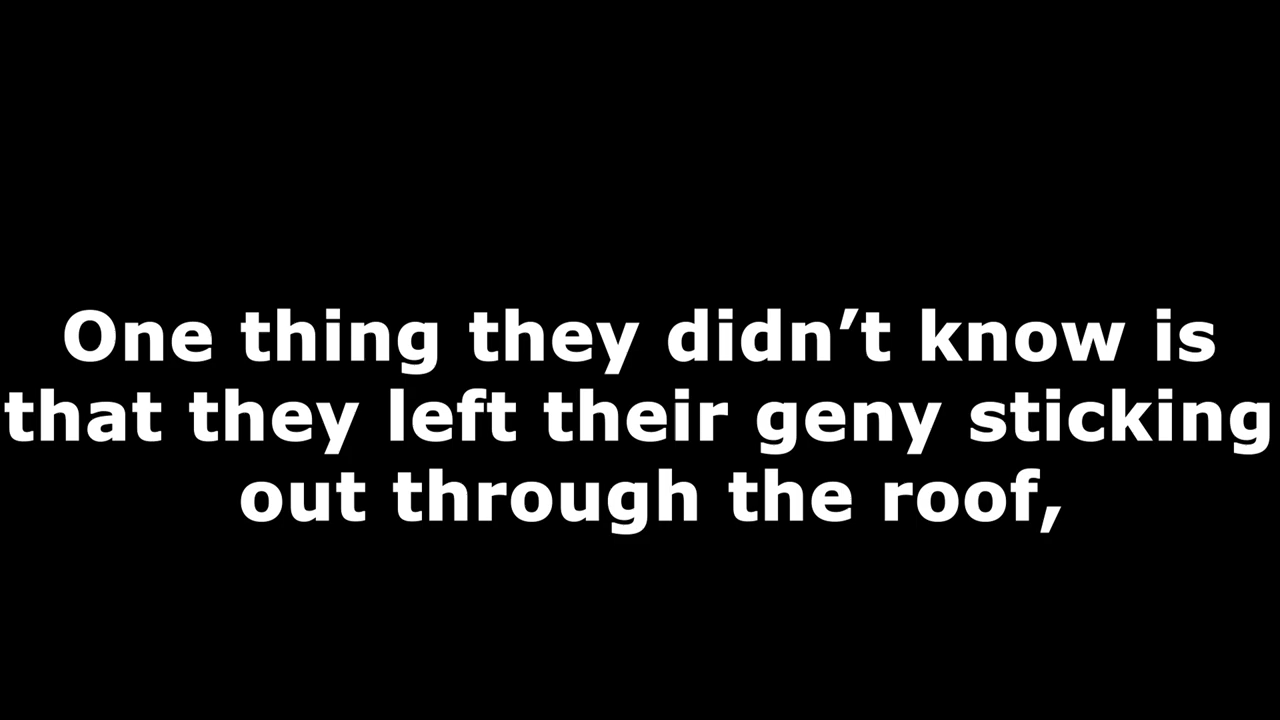 One thing they didn’t know is
that they left their geny sticking
out through the roof,